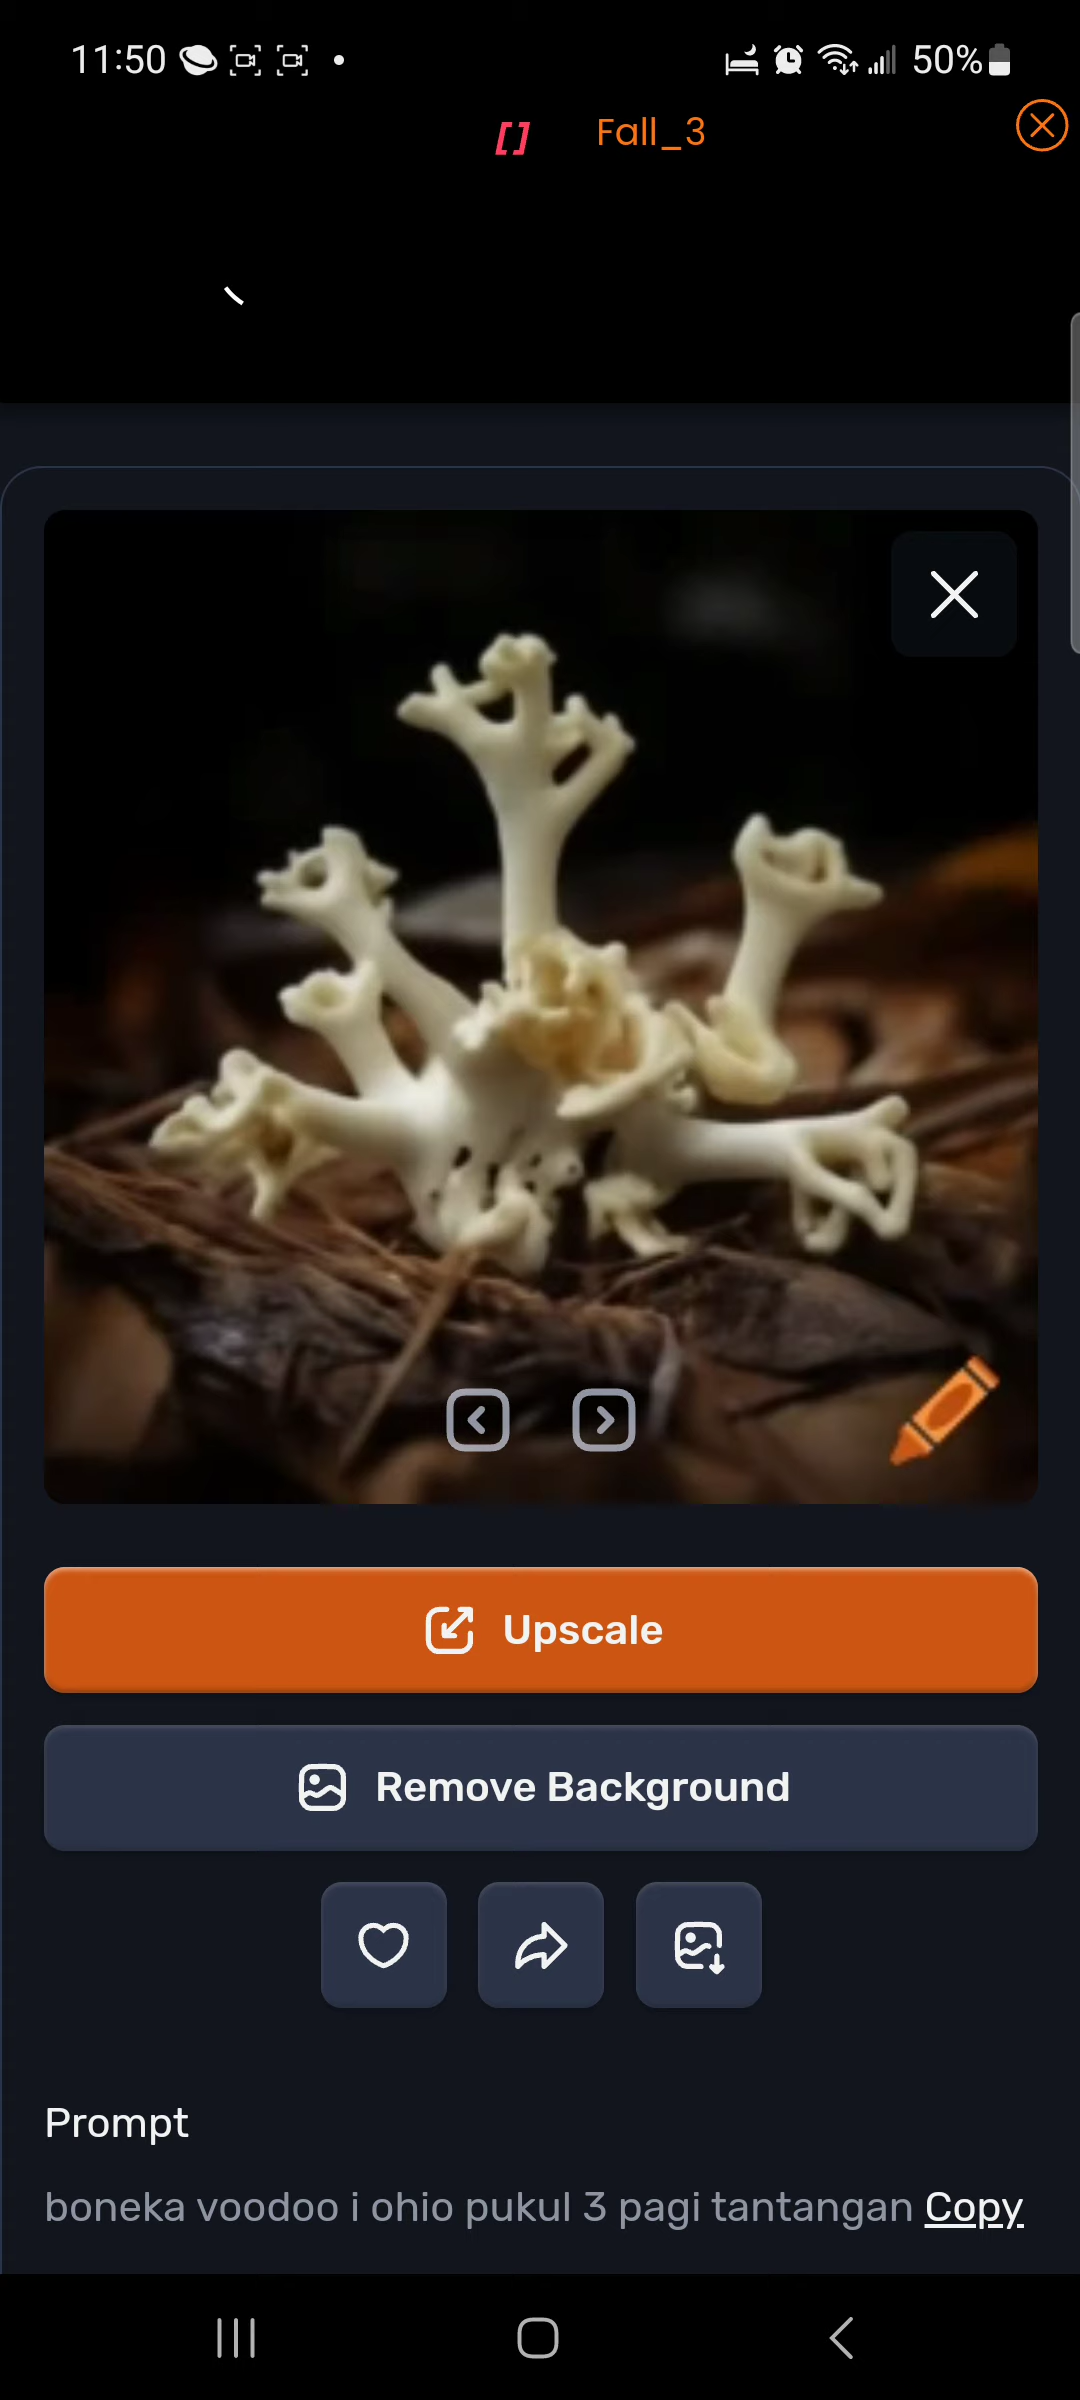 11:50
50%
[] Fall_3
Upscale
Remove Background
Prompt
boneka voodoo i ohio pukul 3 pagi tantangan Copy